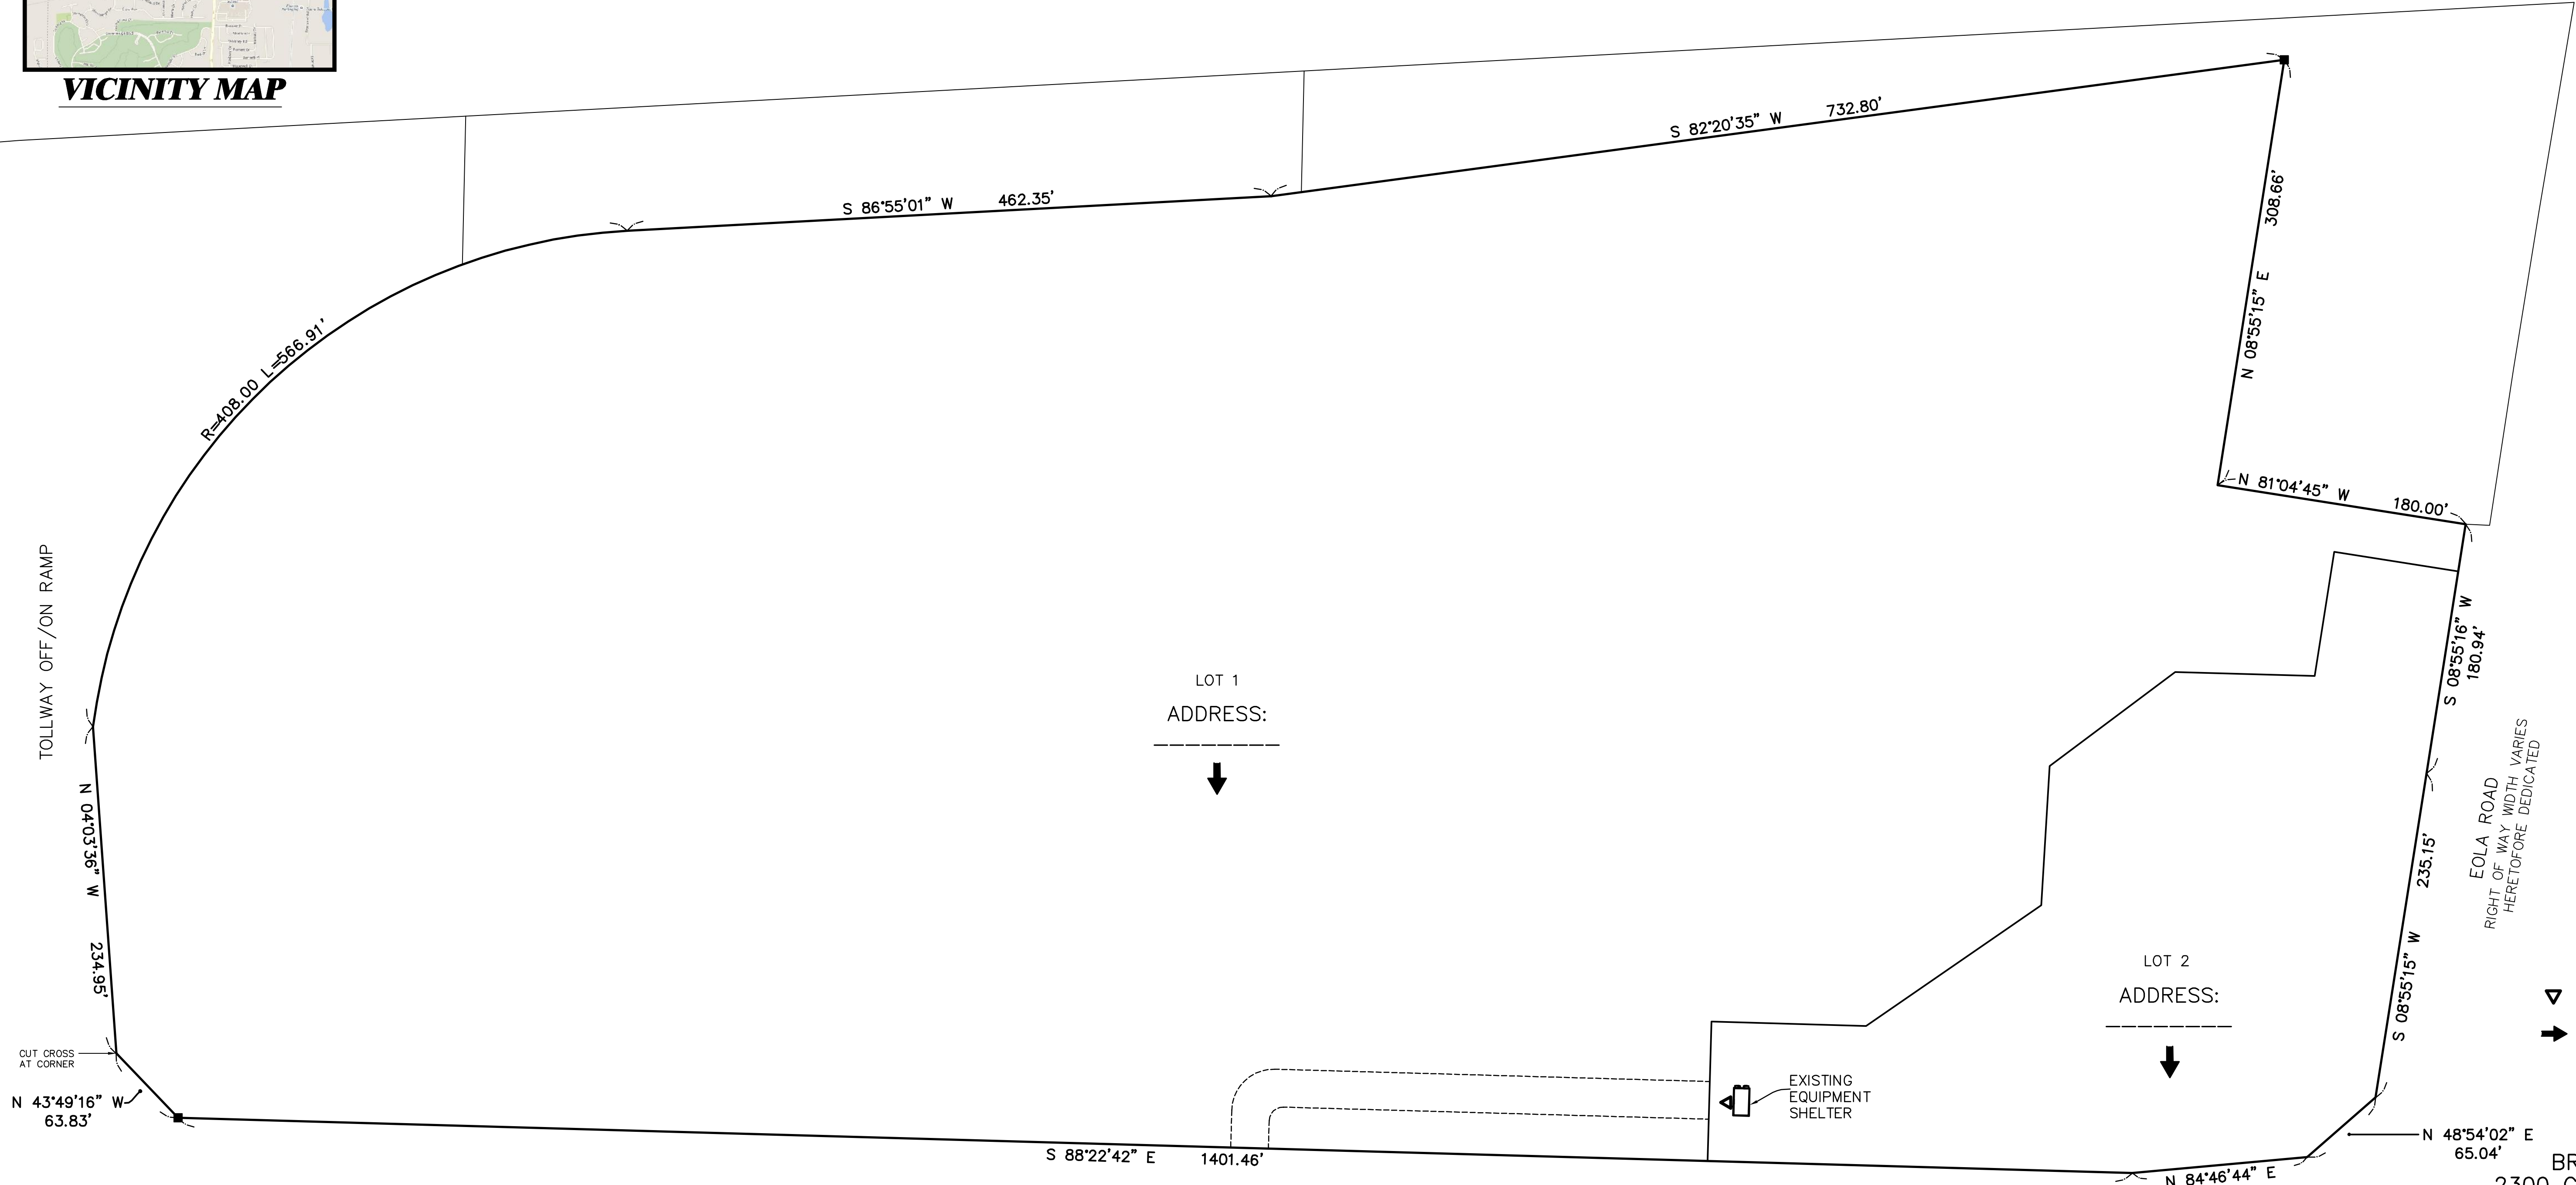 VICINITY MAP
S 82°20'35" W 732.80'
S 86°55'01" W 462.35'
308.66'
N 08°55'15" E
N 81°04'45" W 180.00'
R=408.00 L=566.91'
TOLLWAY OFF/ON RAMP
S 08°55'16" W
180.94'
LOT 1
ADDRESS:
________
EOLA ROAD
RIGHT OF WAY WIDTH VARIES
HERETOFORE DEDICATED
N 04°03'36" W 234.95'
235.15'
S 08°55'15" W
LOT 2
ADDRESS:
________
CUT CROSS
AT CORNER
N 43°49'16" W
63.83'
EXISTING
EQUIPMENT
SHELTER
S 88°22'42" E 1401.46'
N 48°54'02" E
65.04'
N 84°46'44" E
BR